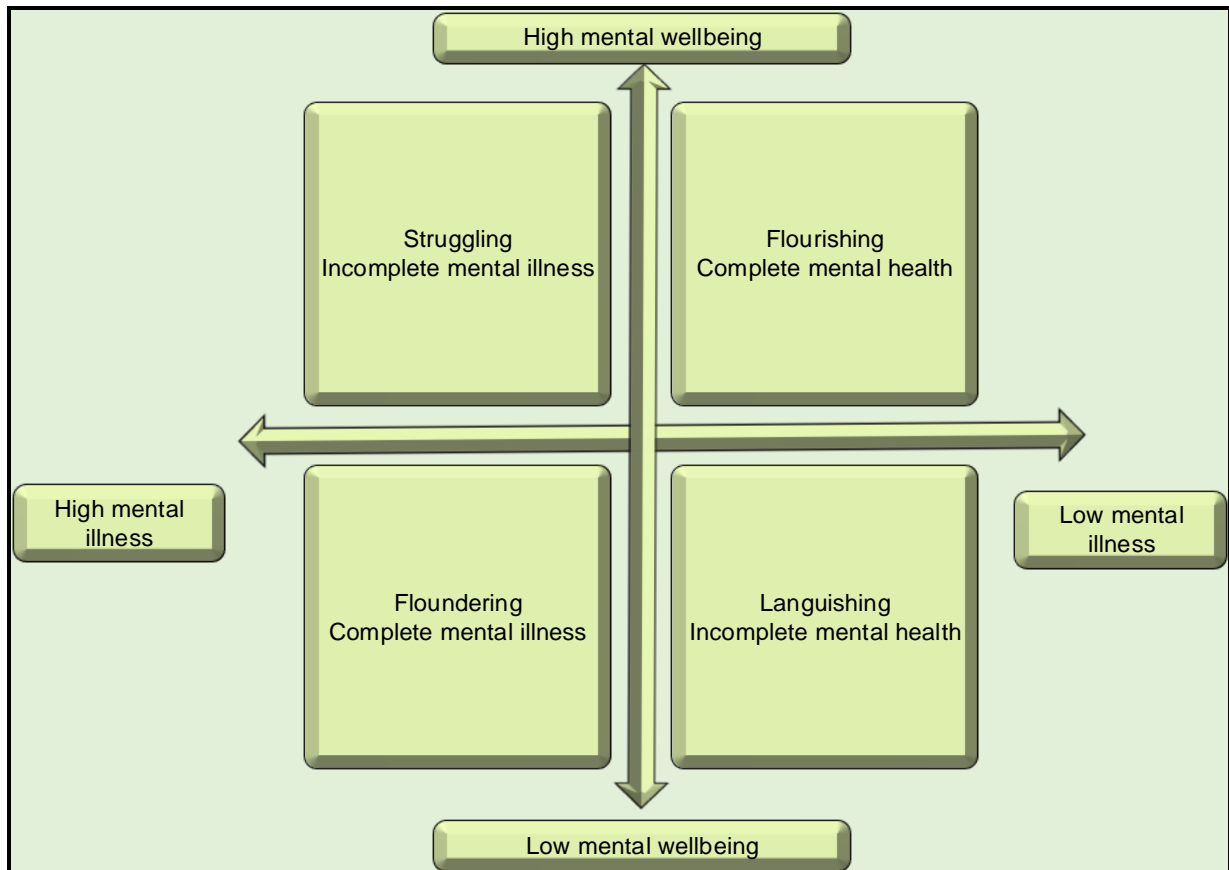 High mental wellbeing
Struggling
Incomplete mental illness
Flourishing
Complete mental health
High mental
illness
Low mental
illness
Floundering
Complete mental illness
Languishing
Incomplete mental health
Low mental wellbeing